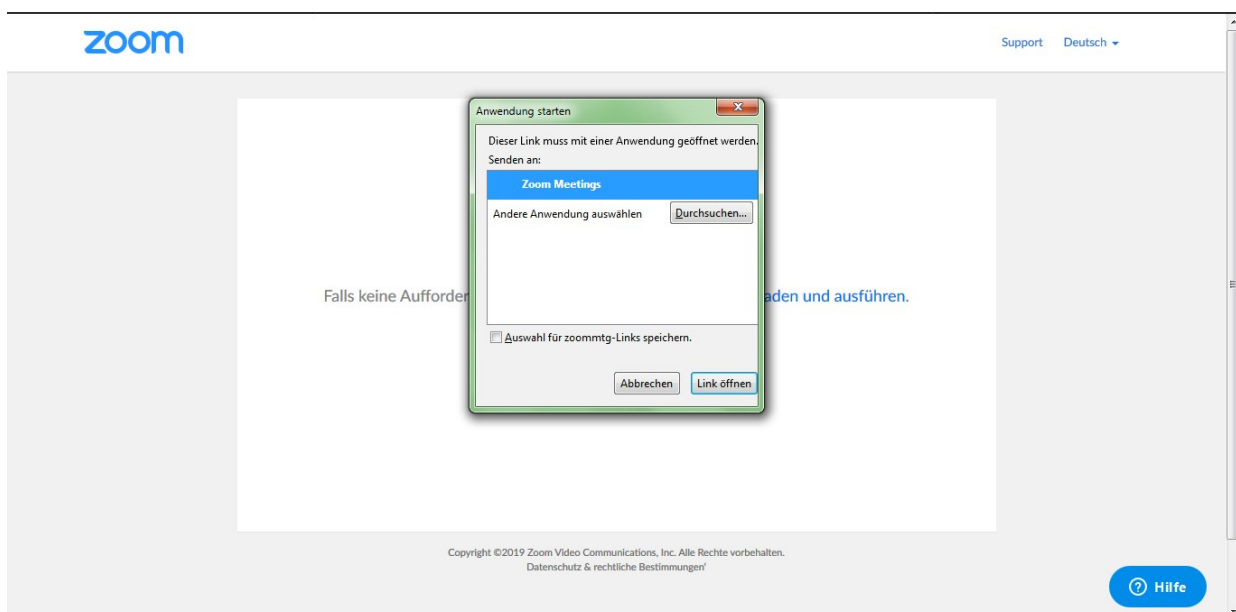 zoom
Support Deutsch
Anwendung starten
Dieser Link muss mit einer Anwendung geöffnet werden.
Senden an:
Zoom Meetings
Andere Anwendung auswählen Durchsuchen...
Falls keine Aufforder aden und ausführen.
Auswahl für zoommtg-Links speichern.
Abbrechen Link öffnen
Copyright ©2019 Zoom Video Communications, Inc. Alle Rechte vorbehalten.
Datenschutz & rechtliche Bestimmungen'
? Hilfe